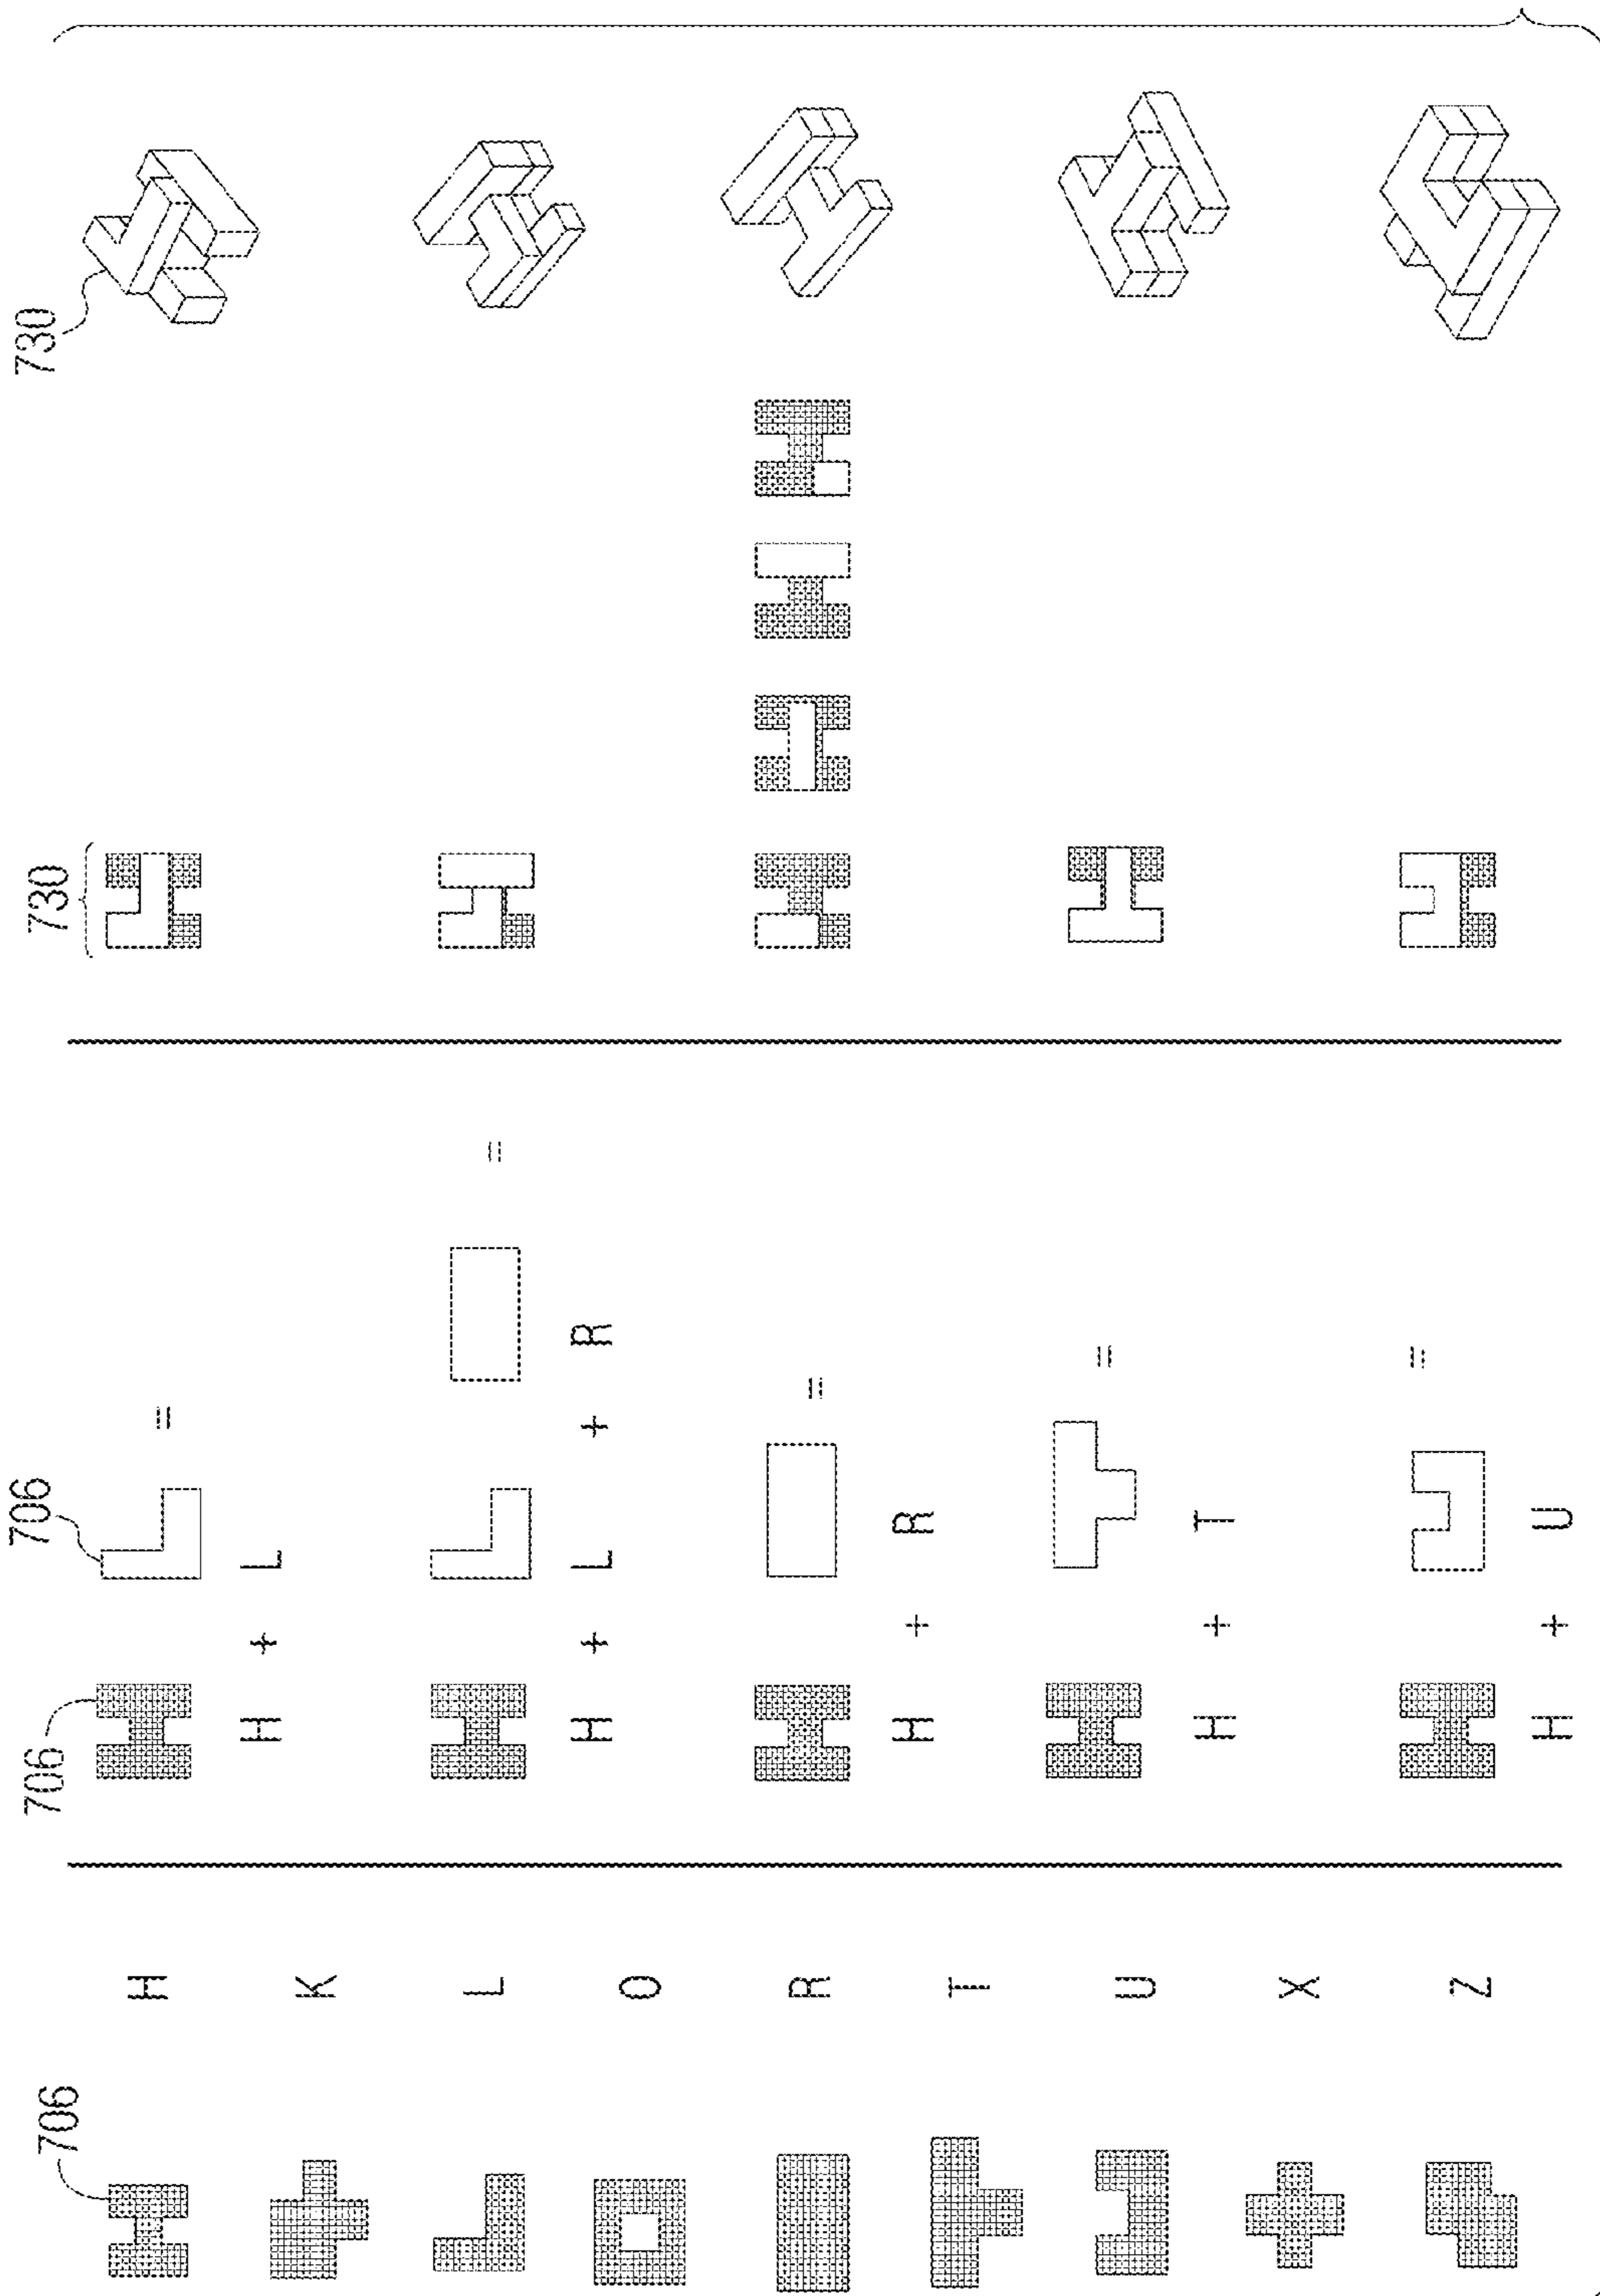 706
H
K
L
O
R
T
U
X
Z
706 706
=
H + L
=
H + L + R
=
H + R
=
H + T
=
H + U
730
730